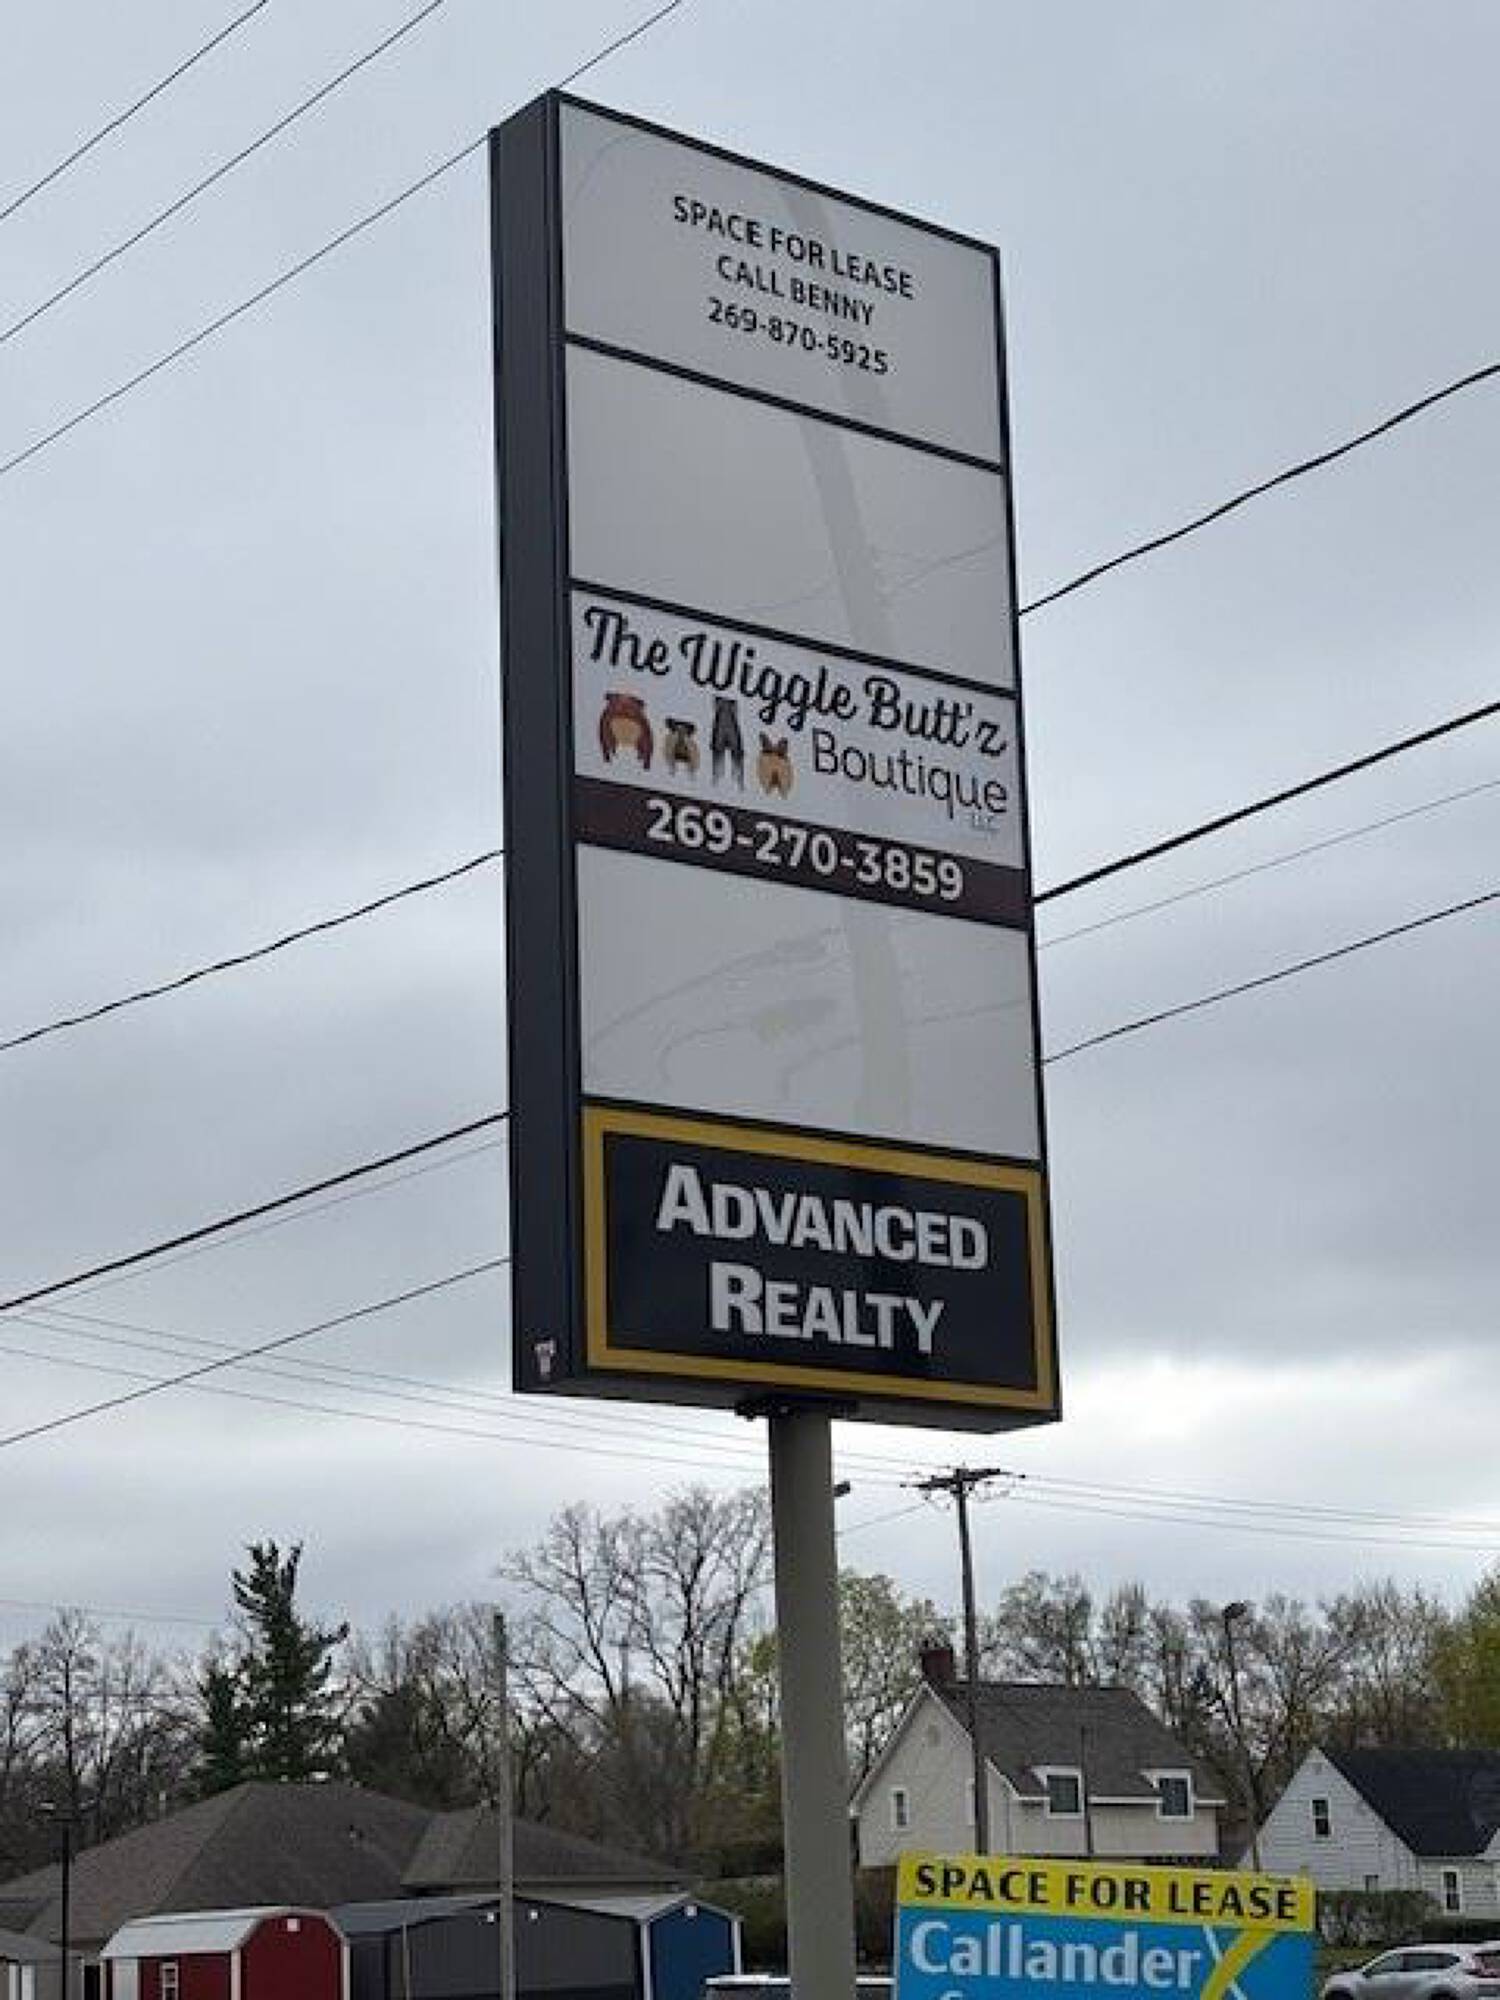 SPACE FOR LEASE
CALL BENNY
269-870-5925
The Wiggle Butt'z
Boutique
LLC
269-270-3859
ADVANCED
REALTY
SPACE FOR LEASE
Callander